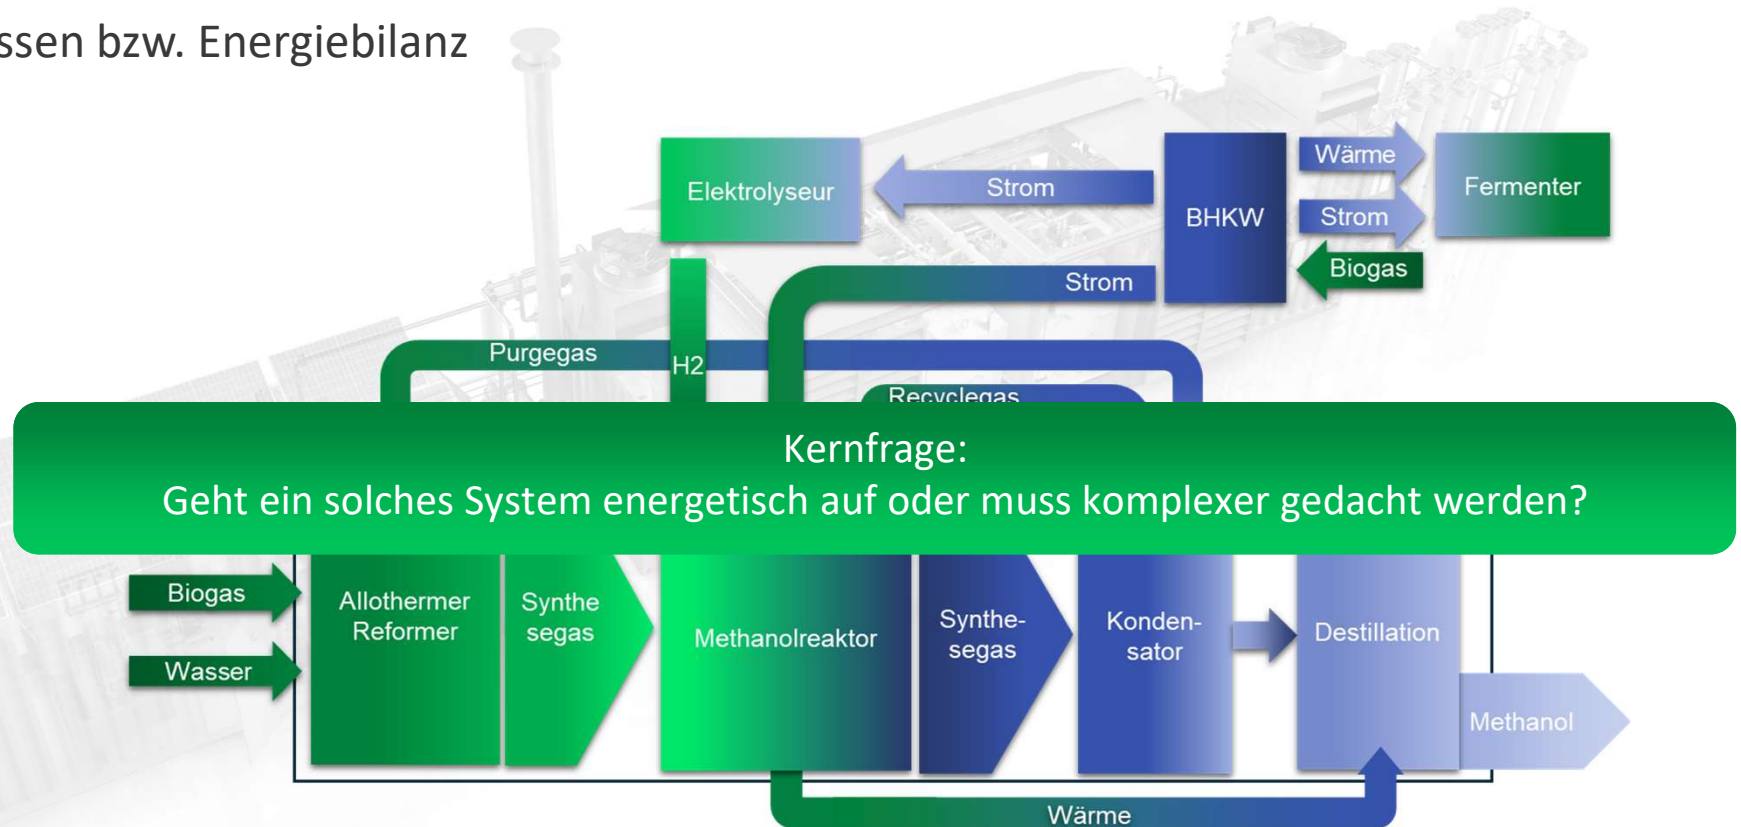 ssen bzw. Energiebilanz
Elektrolyseur
Strom
BHKW
Wärme
Strom
Biogas
Fermenter
Strom
Purgegas
H2
Recyclegas
Kernfrage:
Geht ein solches System energetisch auf oder muss komplexer gedacht werden?
Biogas
Wasser
Allothermer
Reformer
Synthe
segas
Methanolreaktor
Synthe-
segas
Konden-
sator
Destillation
Methanol
Wärme